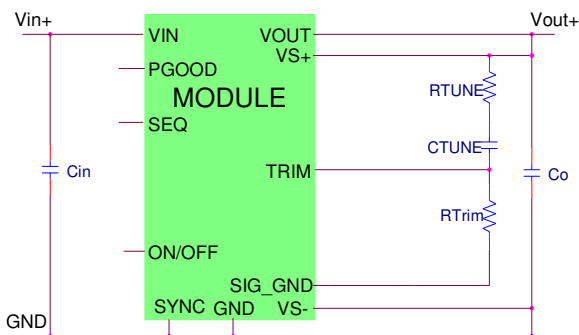 Vin+
Vout+
VIN
VOUT
VS+
PGOOD
RTUNE
MODULE
SEQ
CTUNE
Cin
TRIM
Co
RTrim
ON/OFF
SIG_GND
GND
SYNC
GND
VS-